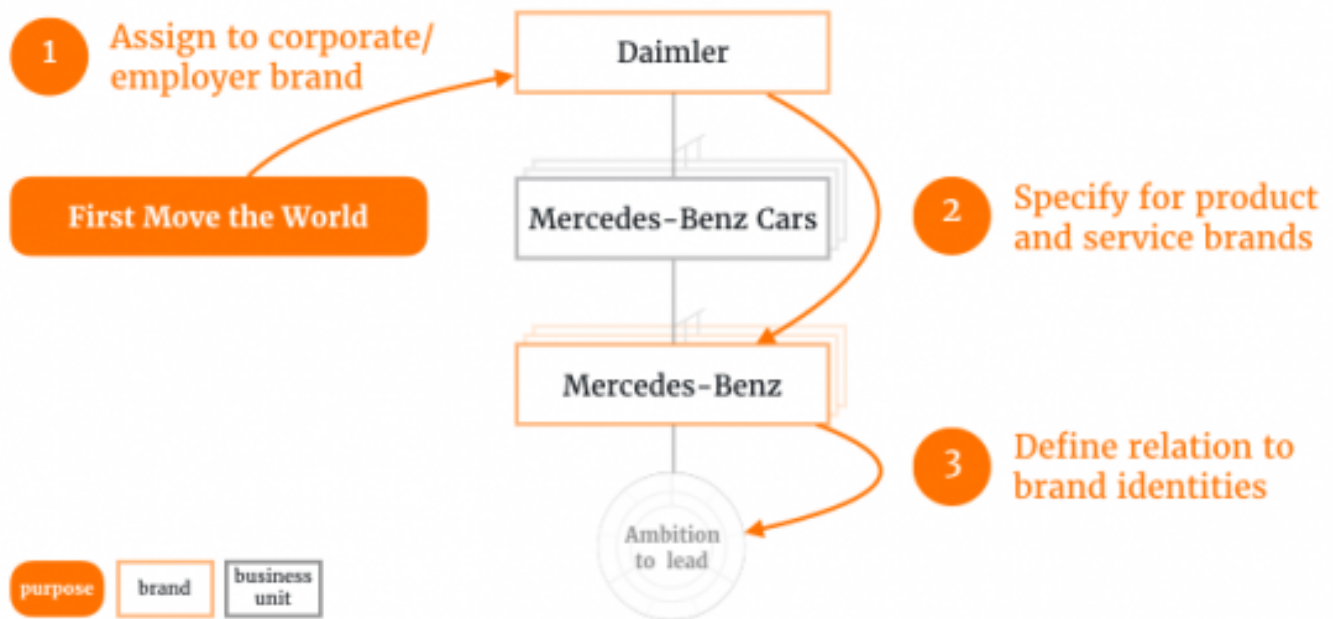 1
Assign to corporate/
employer brand
Daimler
First Move the World
Mercedes-Benz Cars
2
Specify for product
and service brands
Mercedes-Benz
3
Define relation to
brand identities
Ambition
to lead
purpose
brand
business
unit